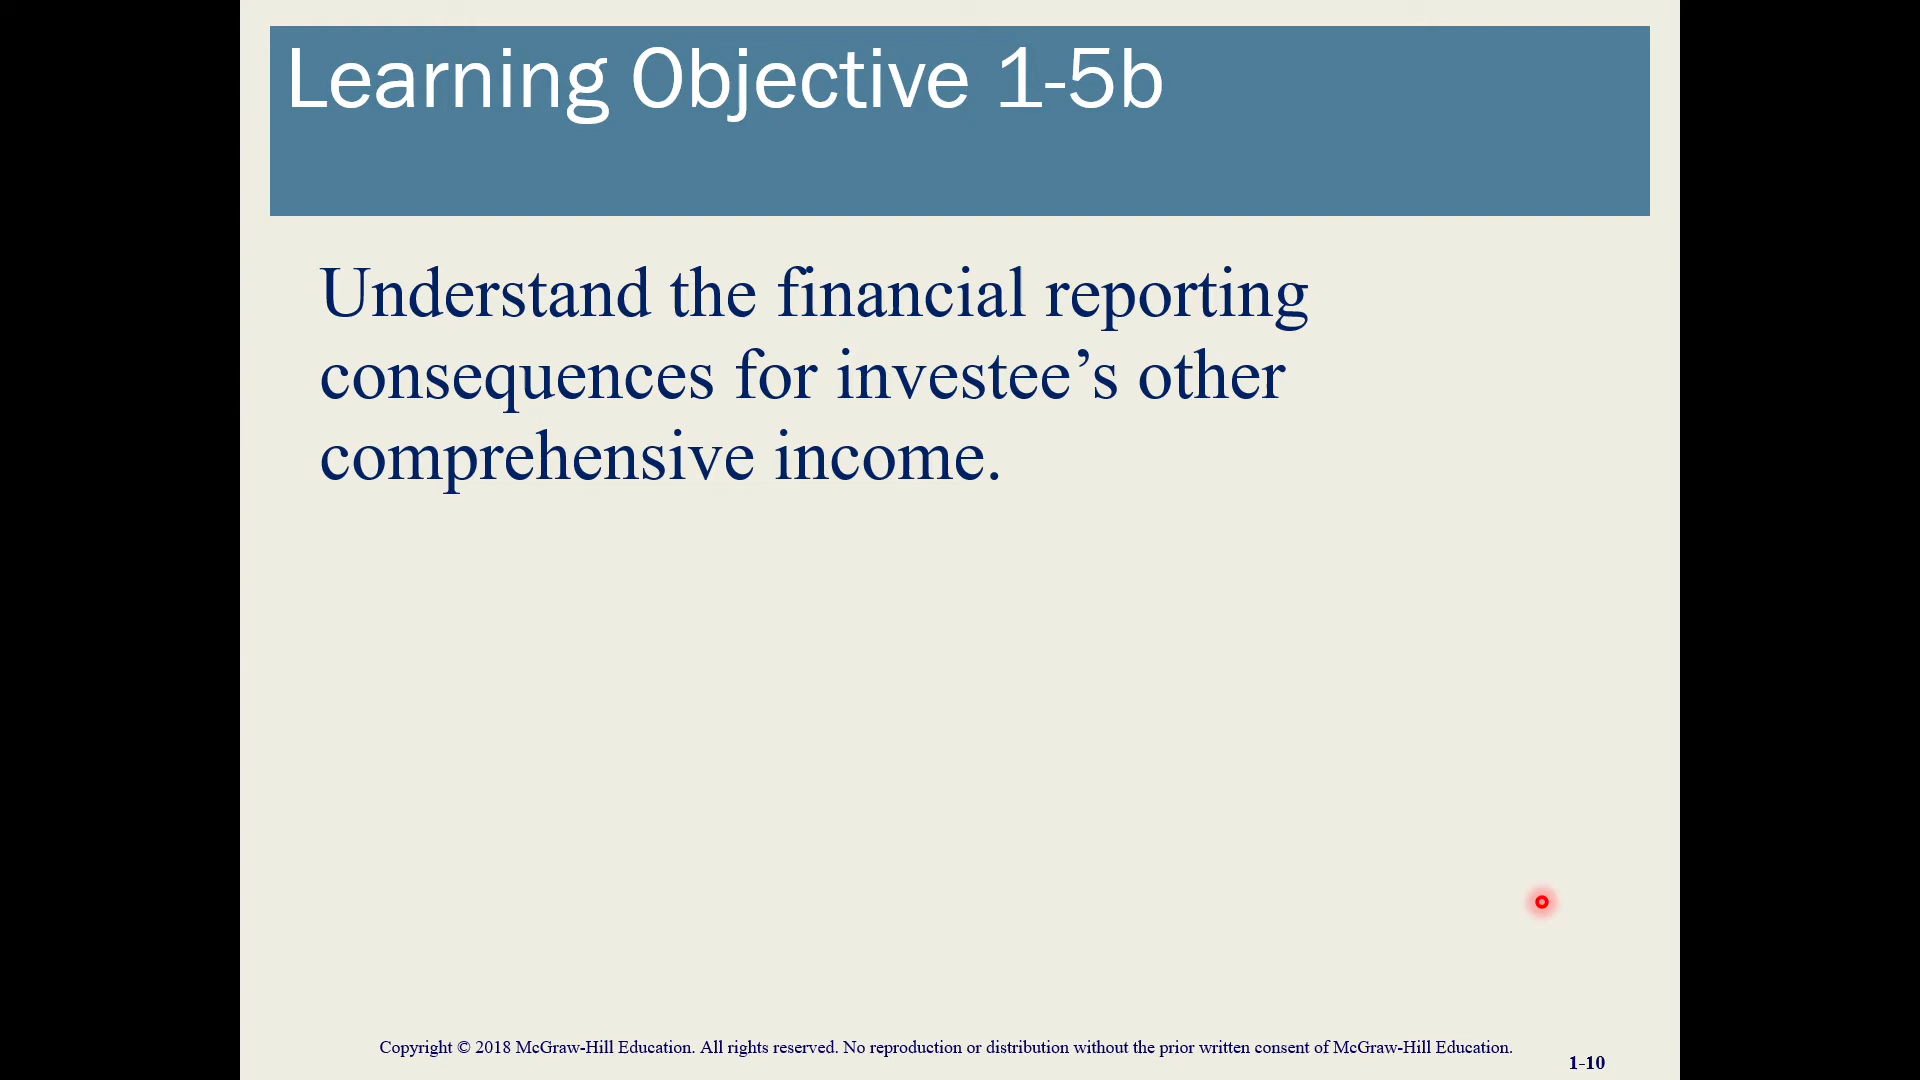 Learning Objective 1-5b
Understand the financial reporting
consequences for investee’s other
comprehensive income.
Copyright © 2018 McGraw-Hill Education. All rights reserved. No reproduction or distribution without the prior written consent of McGraw-Hill Education.
1-10